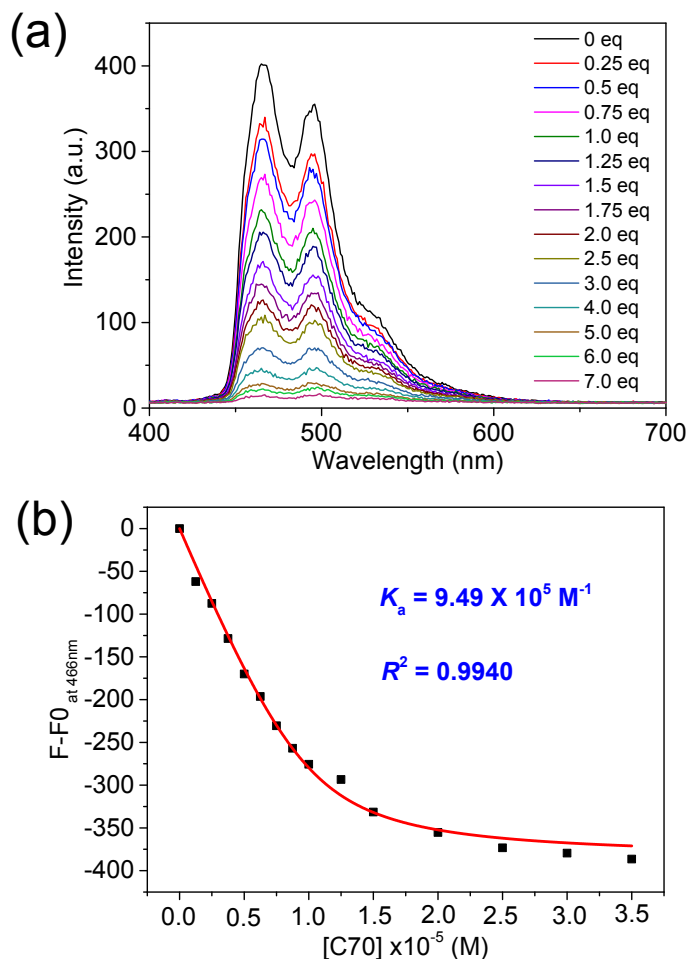 (a)
Intensity (a.u.)
400
300
200
100
0
400
500
600
700
Wavelength (nm)
0 eq
0.25 eq
0.5 eq
0.75 eq
1.0 eq
1.25 eq
1.5 eq
1.75 eq
2.0 eq
2.5 eq
3.0 eq
4.0 eq
5.0 eq
6.0 eq
7.0 eq
(b)
F-F0 at 466nm
0
-50
-100
-150
-200
-250
-300
-350
-400
Ka = 9.49 X 10⁵ M⁻¹
R² = 0.9940
0.0 0.5 1.0 1.5 2.0 2.5 3.0 3.5
[C70] x10⁻⁵ (M)